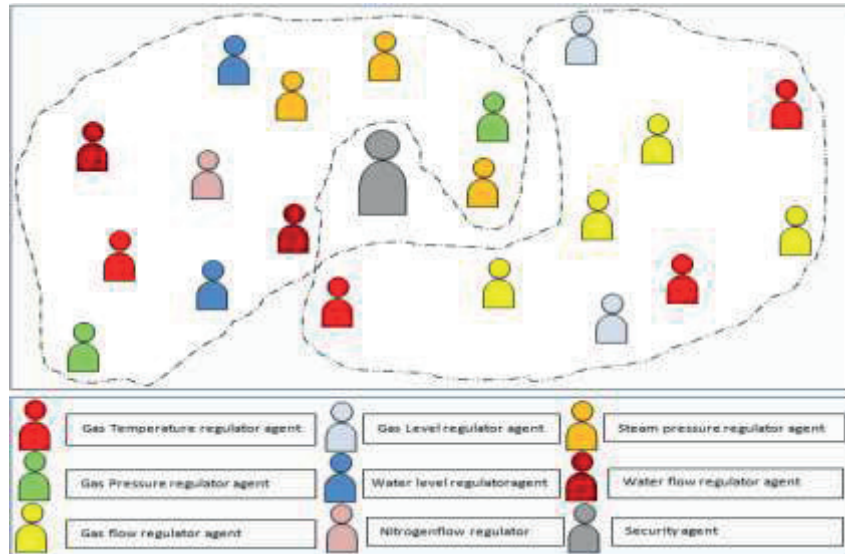 Gas Temperature regulator agent
Gas Level regulator agent
Steam pressure regulator agent
Gas Pressure regulator agent
Water level regulatoragent
Water flow regulator agent
Gas flow regulator agent
Nitrogenflow regulator
Security agent